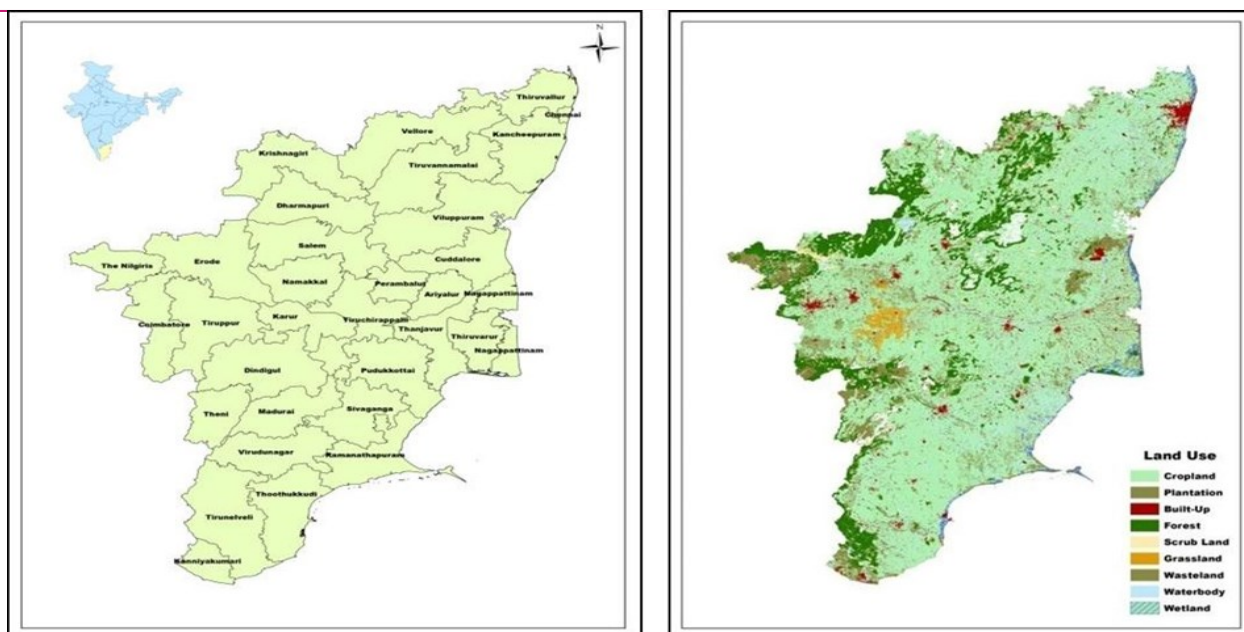 N
Thiruvallur
Chennai
Kancheepuram
Vellore
Krishnagiri
Tiruvannamalai
Dharmapuri
Viluppuram
Salem
Erode
The Nilgiris
Cuddalore
Namakkal
Perambalur
Ariyalur
Nagappattinam
Coimbatore
Tiruppur
Karur
Tiruchirappalli
Thanjavur
Thiruvarur
Nagappattinam
Dindigul
Pudukkottai
Theni
Madurai
Sivaganga
Virudunagar
Ramanathapuram
Thoothukkudi
Tirunelveli
Kanniyakumari
Land Use
Cropland
Plantation
Built-Up
Forest
Scrub Land
Grassland
Wasteland
Waterbody
Wetland